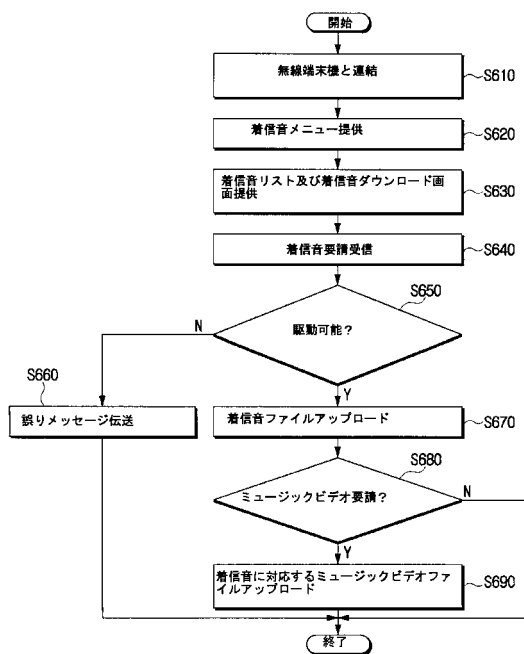 開始
無線端末機と連結
S610
着信音メニュー提供
S620
着信音リスト及び着信音ダウンロード画
面提供
S630
着信音要請受信
S640
S650
駆動可能？
N
Y
S660
誤りメッセージ伝送
着信音ファイルアップロード
S670
S680
ミュージックビデオ要請？
N
Y
着信音に対応するミュージックビデオファ
イルアップロード
S690
終了